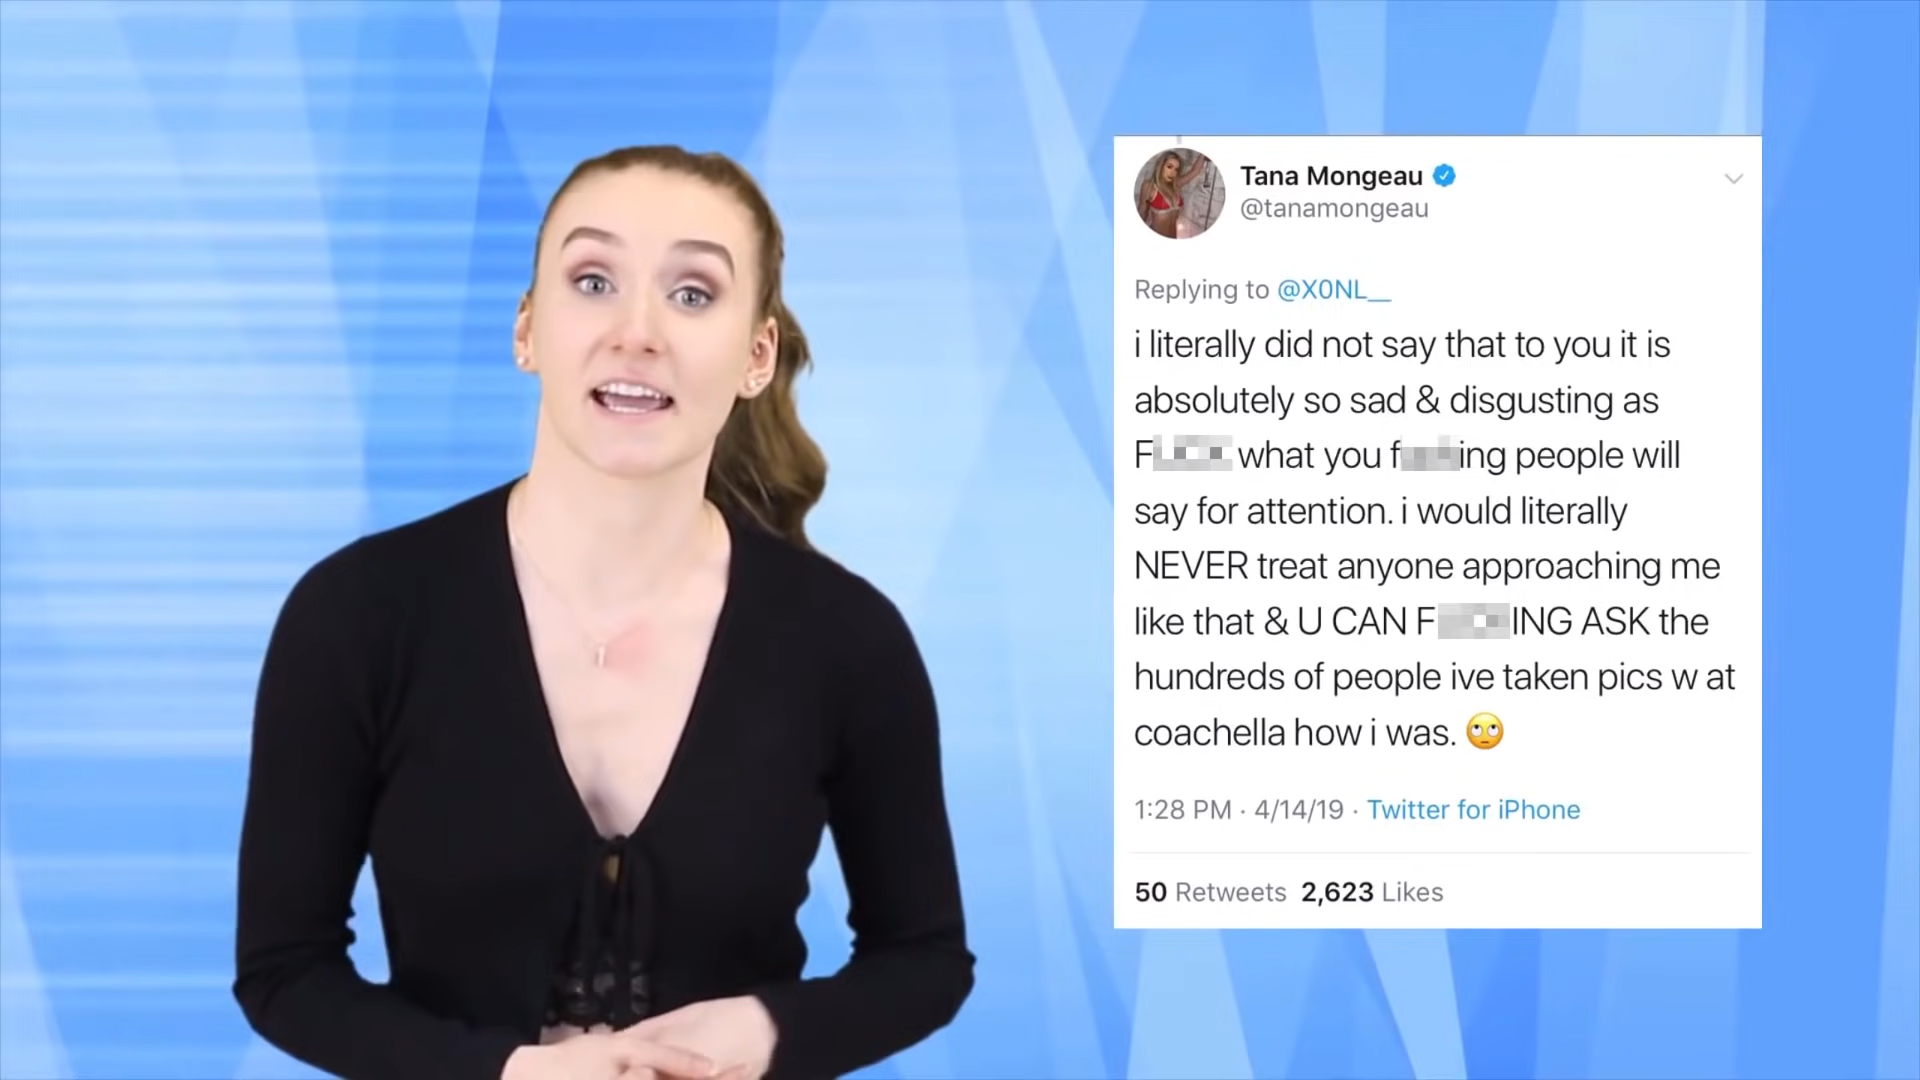 Tana Mongeau
@tanamongeau
Replying to @X0NL__
i literally did not say that to you it is
absolutely so sad & disgusting as
F what you f ing people will
say for attention. i would literally
NEVER treat anyone approaching me
like that & U CAN F ING ASK the
hundreds of people ive taken pics w at
coachella how i was. 🙄
1:28 PM · 4/14/19 · Twitter for iPhone
50 Retweets 2,623 Likes